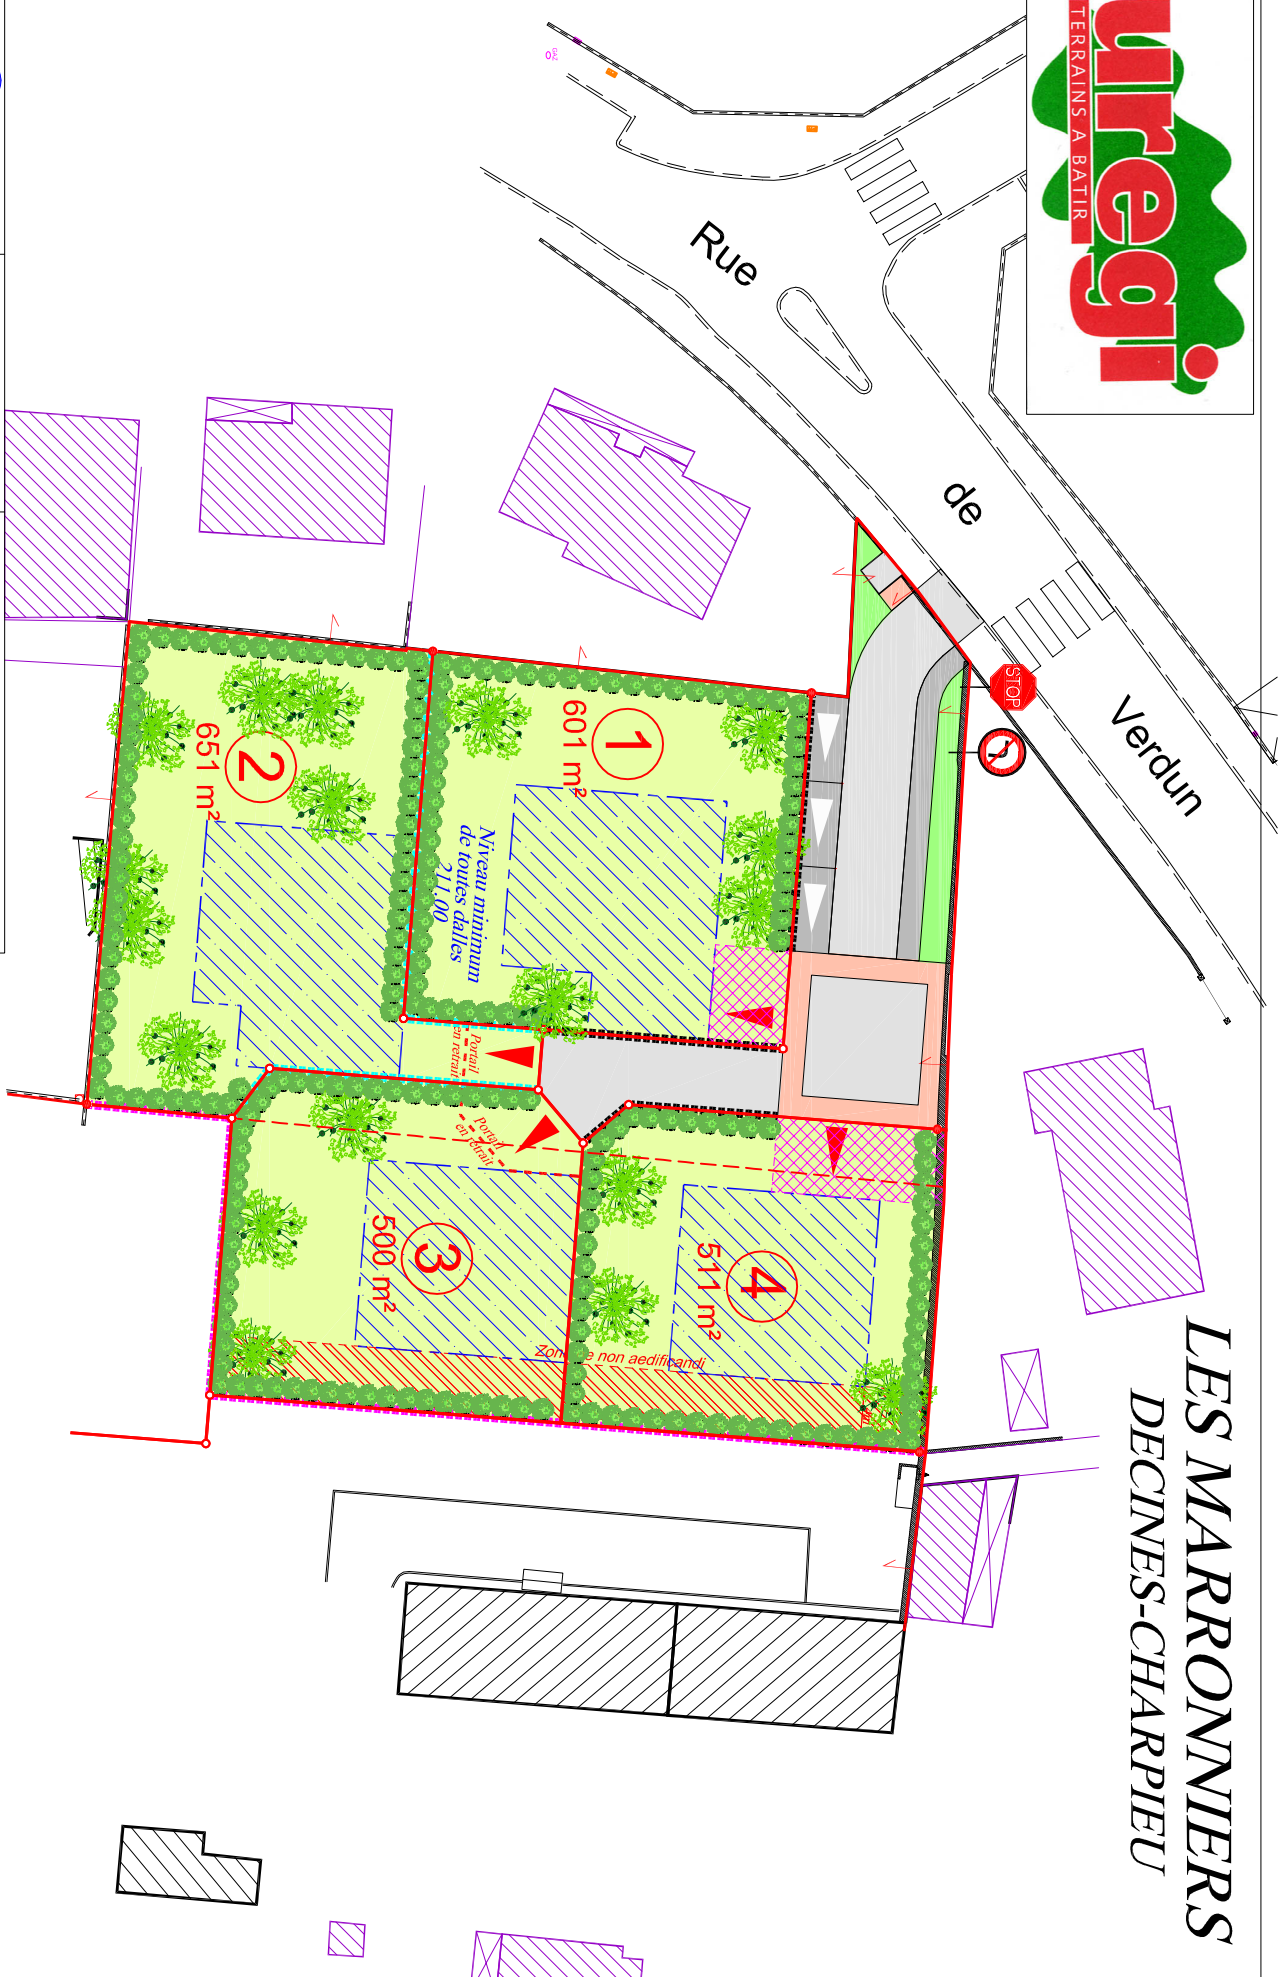 uregi
TERRAINS A BATIR
LES MARRONNIERS
DECINES-CHARPIEU
Rue
de
Verdun
STOP
GAZ
1
601 m²
Niveau minimum
de toutes dalles
211.00
2
651 m²
Portail
en retrait
Portail
en retrait
3
500 m²
4
511 m²
Zone non aedificandi